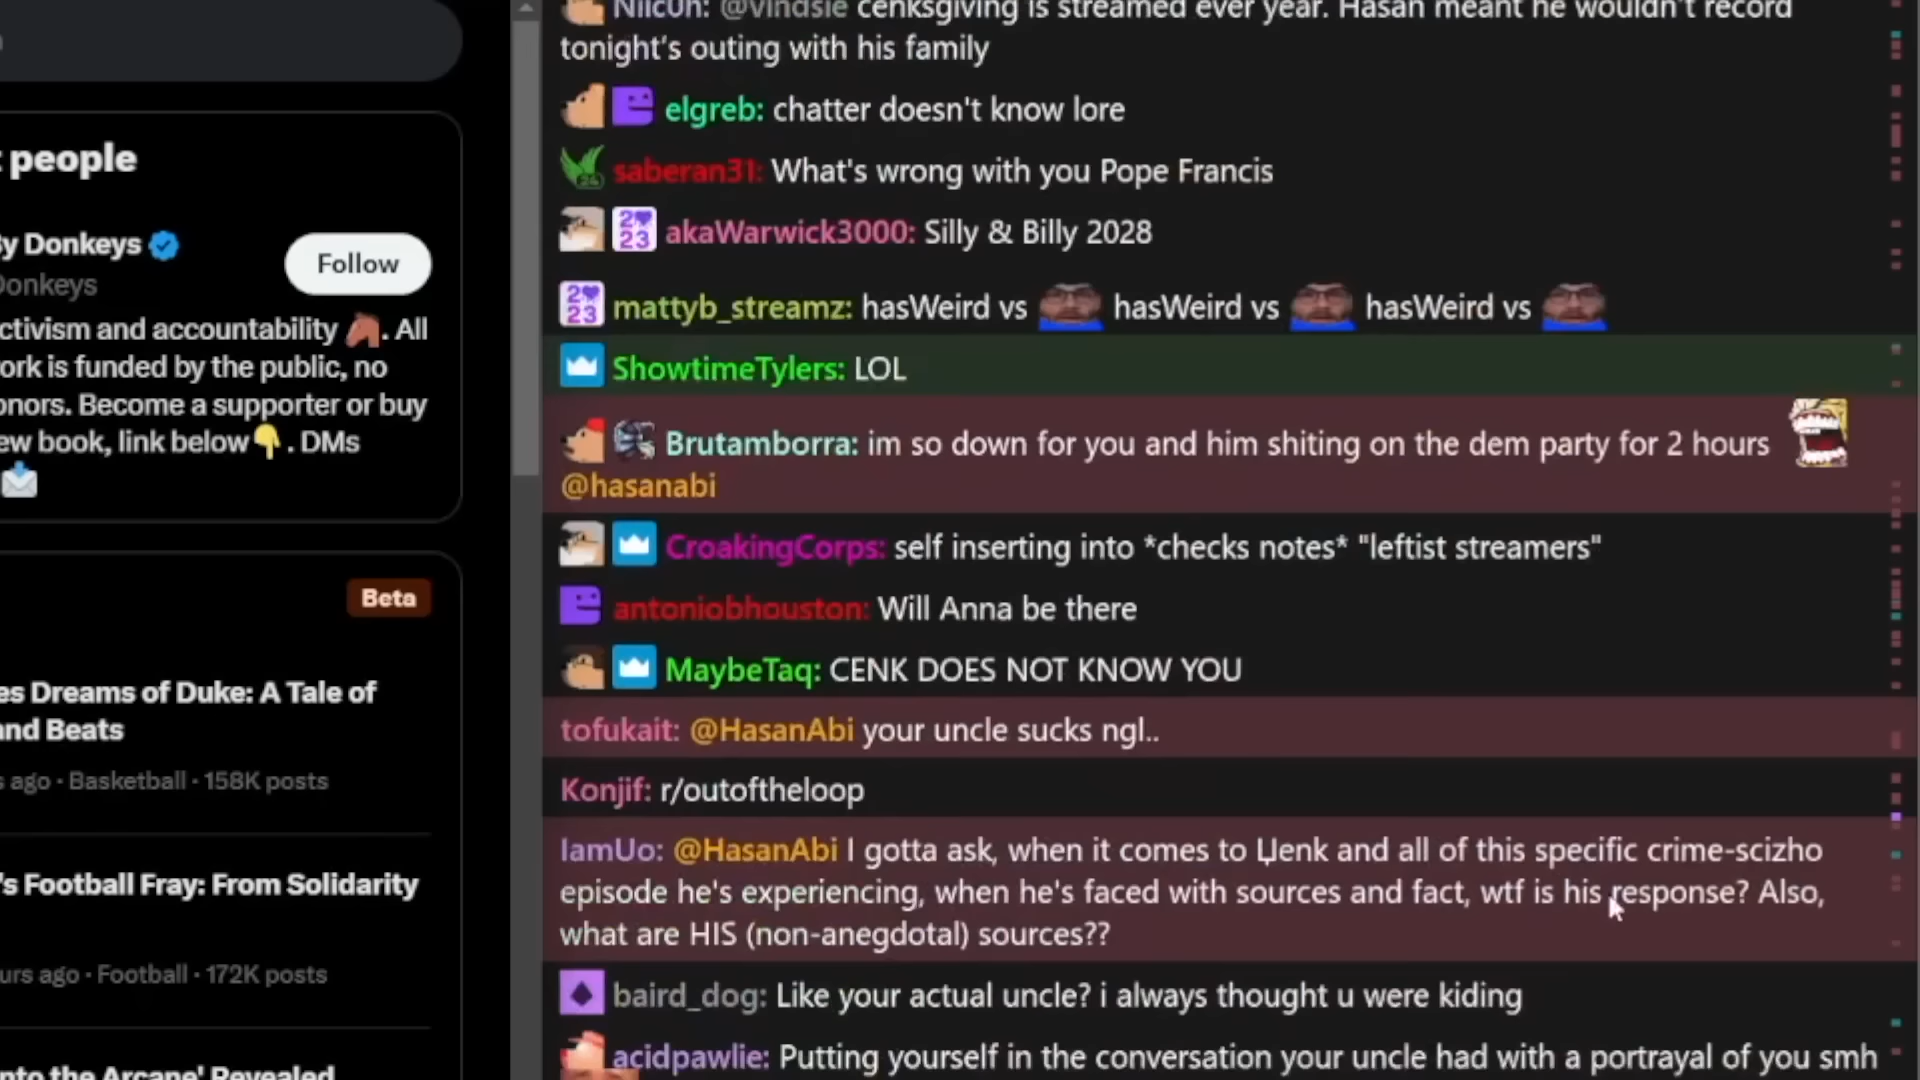 people
By Donkeys
Follow
Donkeys
ctivism and accountability 🐴. All
ork is funded by the public, no
onors. Become a supporter or buy
ew book, link below👇. DMs
Beta
es Dreams of Duke: A Tale of
and Beats
s ago · Basketball · 158K posts
's Football Fray: From Solidarity
urs ago · Football · 172K posts
nto the Arcane' Revealed
NiicUh: @vindsie cenksgiving is streamed ever year. Hasan meant he wouldn't record
tonight's outing with his family
elgreb: chatter doesn't know lore
saberan31: What's wrong with you Pope Francis
akaWarwick3000: Silly & Billy 2028
mattyb_streamz: hasWeird vs hasWeird vs hasWeird vs
ShowtimeTylers: LOL
Brutamborra: im so down for you and him shiting on the dem party for 2 hours
@hasanabi
CroakingCorps: self inserting into *checks notes* "leftist streamers"
antoniobhouston: Will Anna be there
MaybeTaq: CENK DOES NOT KNOW YOU
tofukait: @HasanAbi your uncle sucks ngl..
Konjif: r/outoftheloop
IamUo: @HasanAbi I gotta ask, when it comes to Џenk and all of this specific crime-scizho
episode he's experiencing, when he's faced with sources and fact, wtf is his response? Also,
what are HIS (non-anegdotal) sources??
baird_dog: Like your actual uncle? i always thought u were kiding
acidpawlie: Putting yourself in the conversation your uncle had with a portrayal of you smh